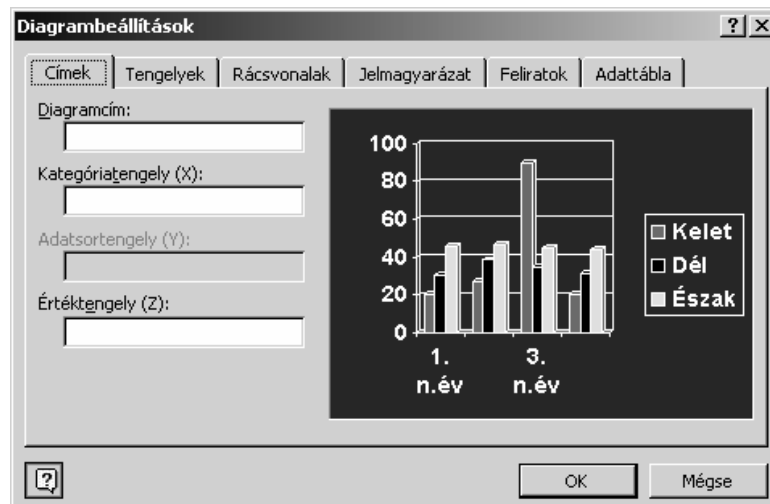 Diagrambeállítások
Címek
Tengelyek
Rácsvonalak
Jelmagyarázat
Feliratok
Adattábla
Diagramcím:
Kategóriatengely (X):
Adatsortengely (Y):
Értéktengely (Z):
100
80
60
40
20
0
1.
n.év
3.
n.év
Kelet
Dél
Észak
OK
Mégse